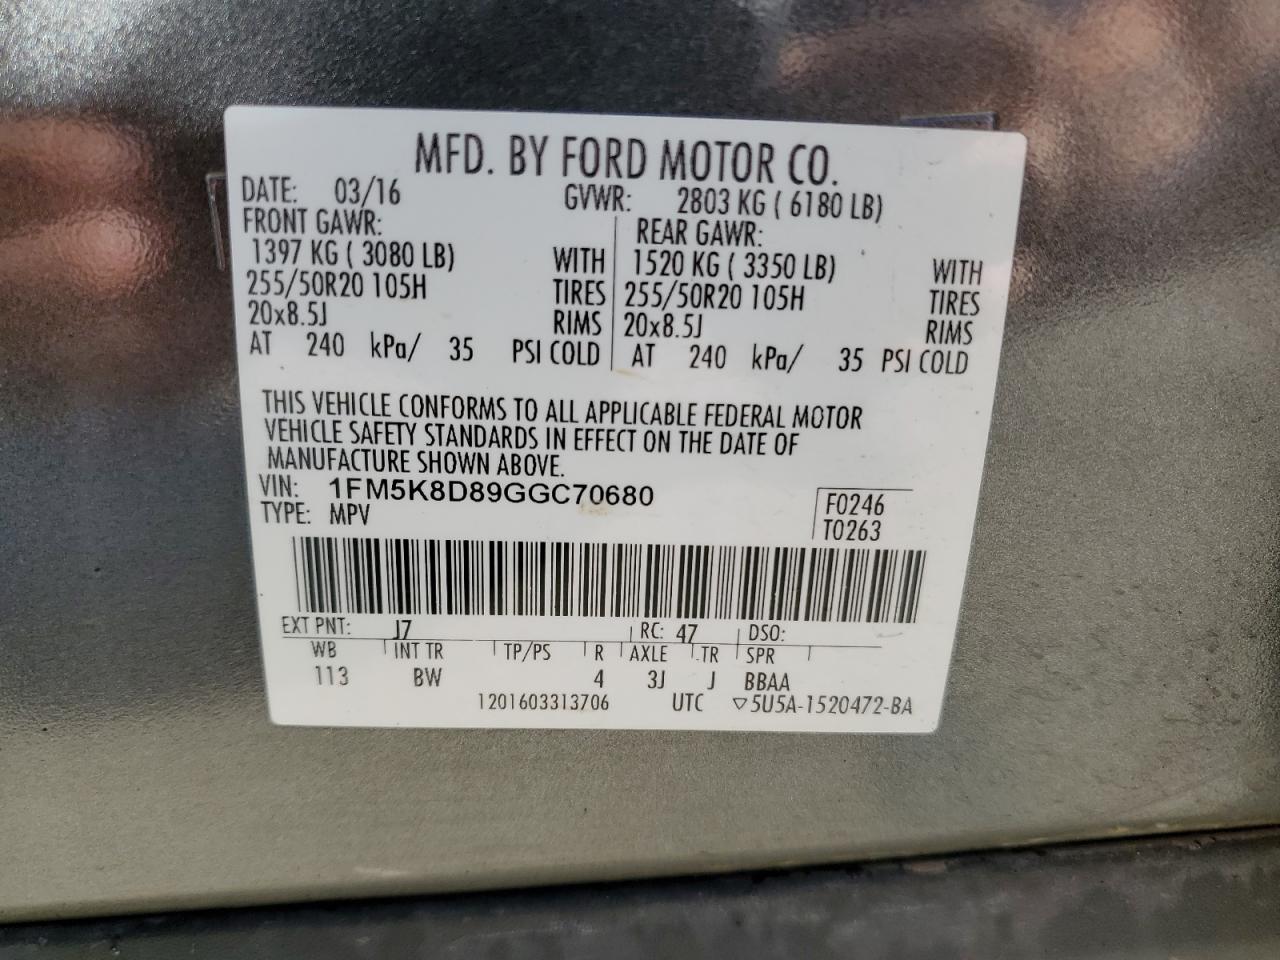 MFD. BY FORD MOTOR CO.
DATE: 03/16 GVWR: 2803 KG ( 6180 LB)
FRONT GAWR: REAR GAWR:
1397 KG ( 3080 LB) WITH 1520 KG ( 3350 LB) WITH
255/50R20 105H TIRES 255/50R20 105H TIRES
20x8.5J RIMS 20x8.5J RIMS
AT 240 kPa/ 35 PSI COLD AT 240 kPa/ 35 PSI COLD
THIS VEHICLE CONFORMS TO ALL APPLICABLE FEDERAL MOTOR
VEHICLE SAFETY STANDARDS IN EFFECT ON THE DATE OF
MANUFACTURE SHOWN ABOVE.
VIN: 1FM5K8D89GGC70680 F0246
TYPE: MPV T0263
EXT PNT: J7 RC: 47 DSO:
WB INT TR TP/PS R AXLE TR SPR
113 BW 4 3J J BBAA
1201603313706 UTC ▽5U5A-1520472-BA